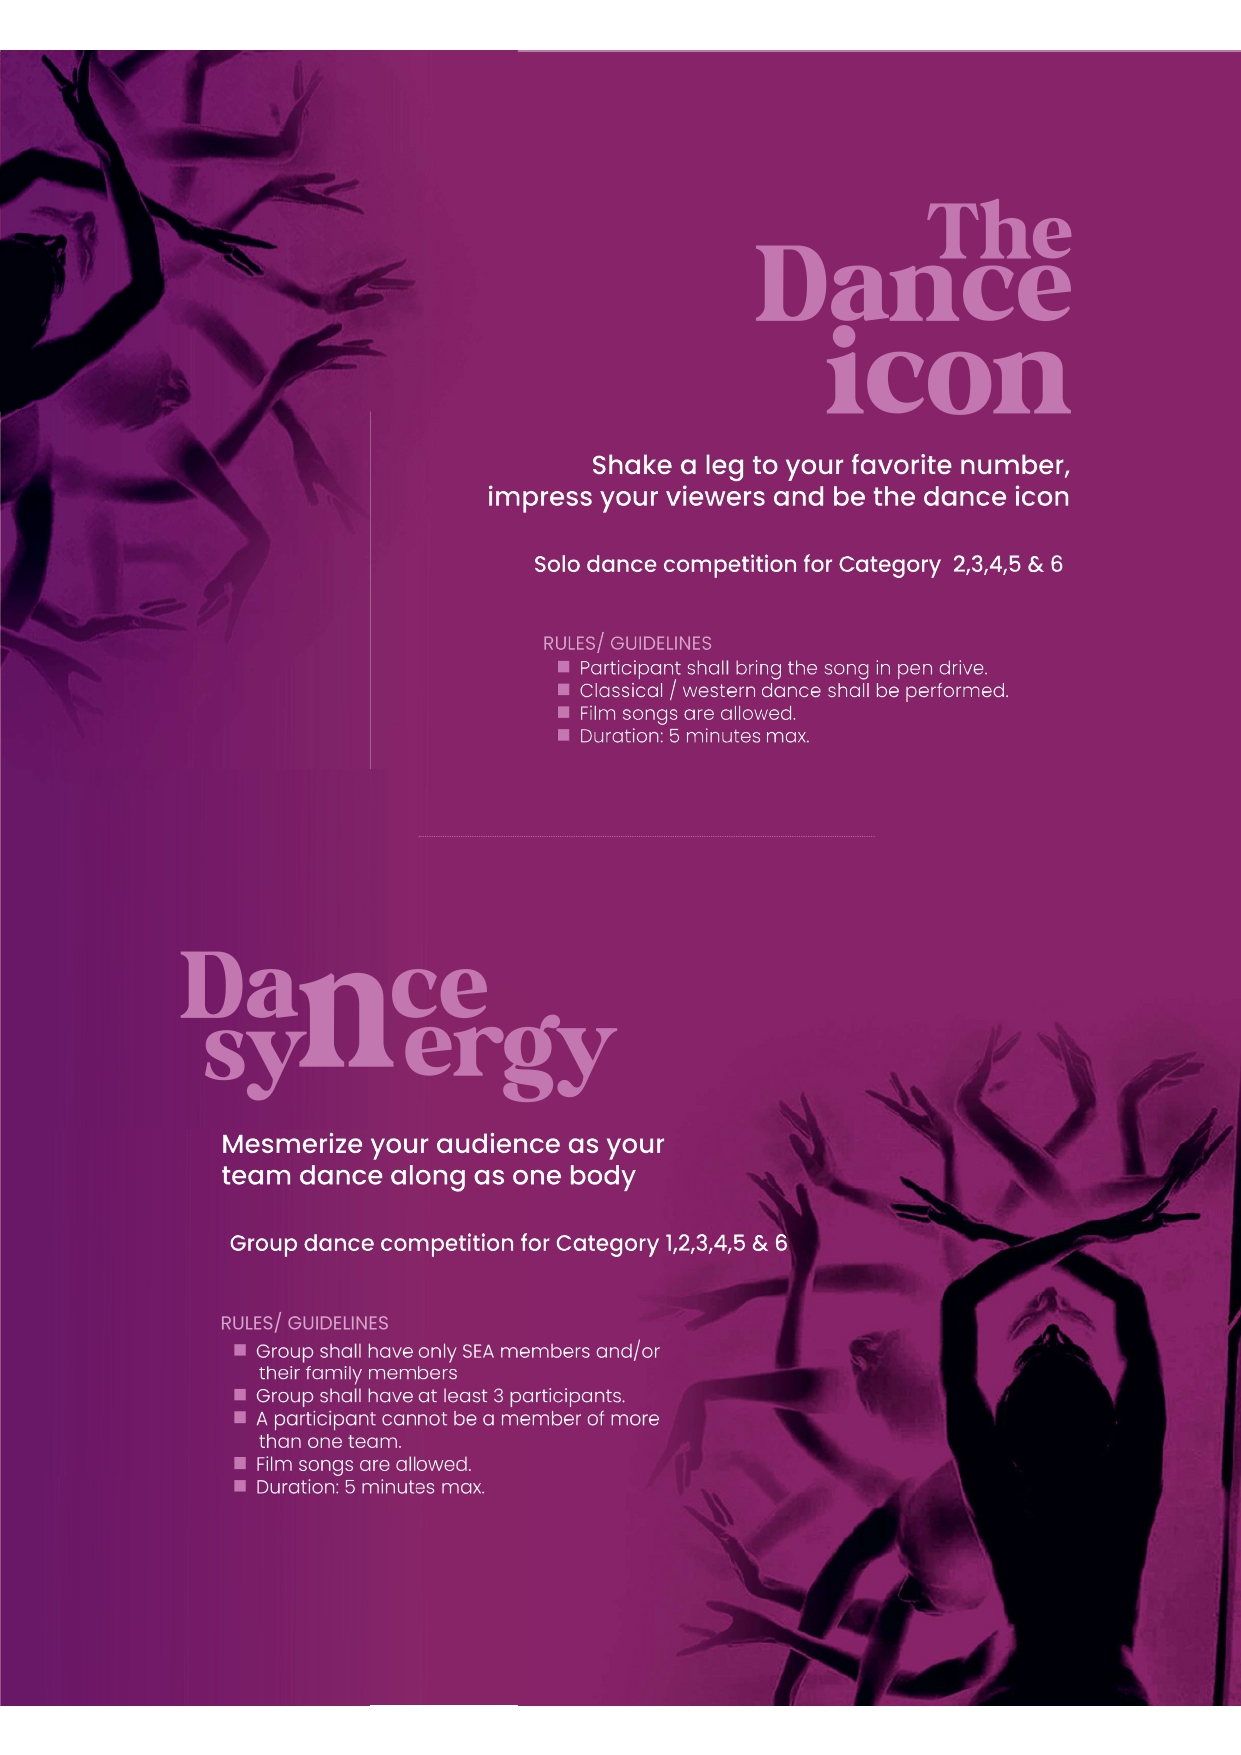 The
Dance
icon
Shake a leg to your favorite number,
impress your viewers and be the dance icon
Solo dance competition for Category 2,3,4,5 & 6
RULES/ GUIDELINES
■ Participant shall bring the song in pen drive.
■ Classical / western dance shall be performed.
■ Film songs are allowed.
■ Duration: 5 minutes max.
Dance
synergy
Mesmerize your audience as your
team dance along as one body
Group dance competition for Category 1,2,3,4,5 & 6
RULES/ GUIDELINES
■ Group shall have only SEA members and/or
their family members
■ Group shall have at least 3 participants.
■ A participant cannot be a member of more
than one team.
■ Film songs are allowed.
■ Duration: 5 minutes max.